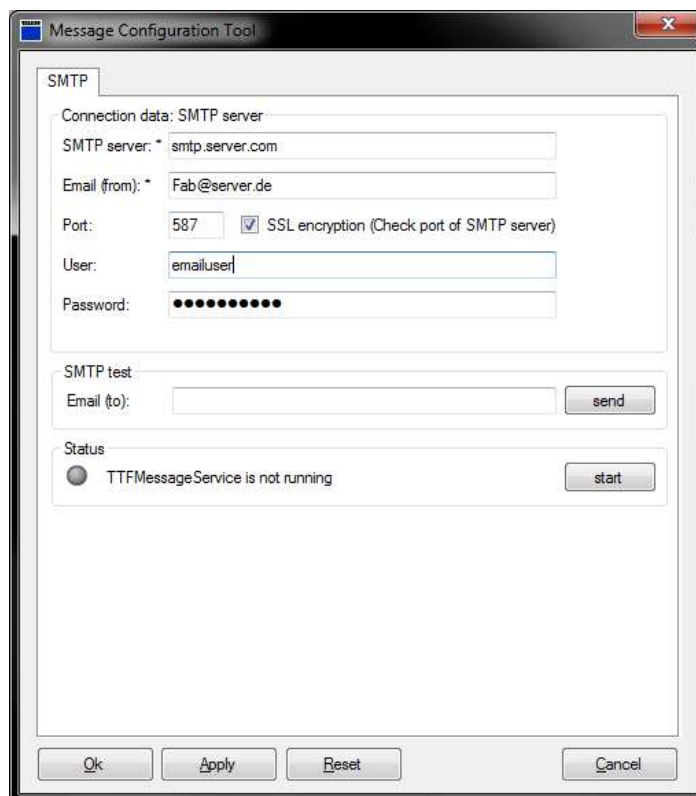 Message Configuration Tool
SMTP
Connection data: SMTP server
SMTP server: * smtp.server.com
Email (from): * Fab@server.de
Port: 587 SSL encryption (Check port of SMTP server)
User: emailuser
Password: ●●●●●●●●●●
SMTP test
Email (to): send
Status
TTFMessageService is not running start
Ok Apply Reset Cancel